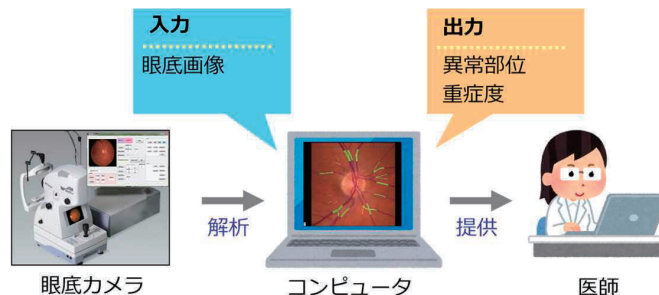 入力
眼底画像
出力
異常部位
重症度
解析
提供
眼底カメラ
コンピュータ
医師